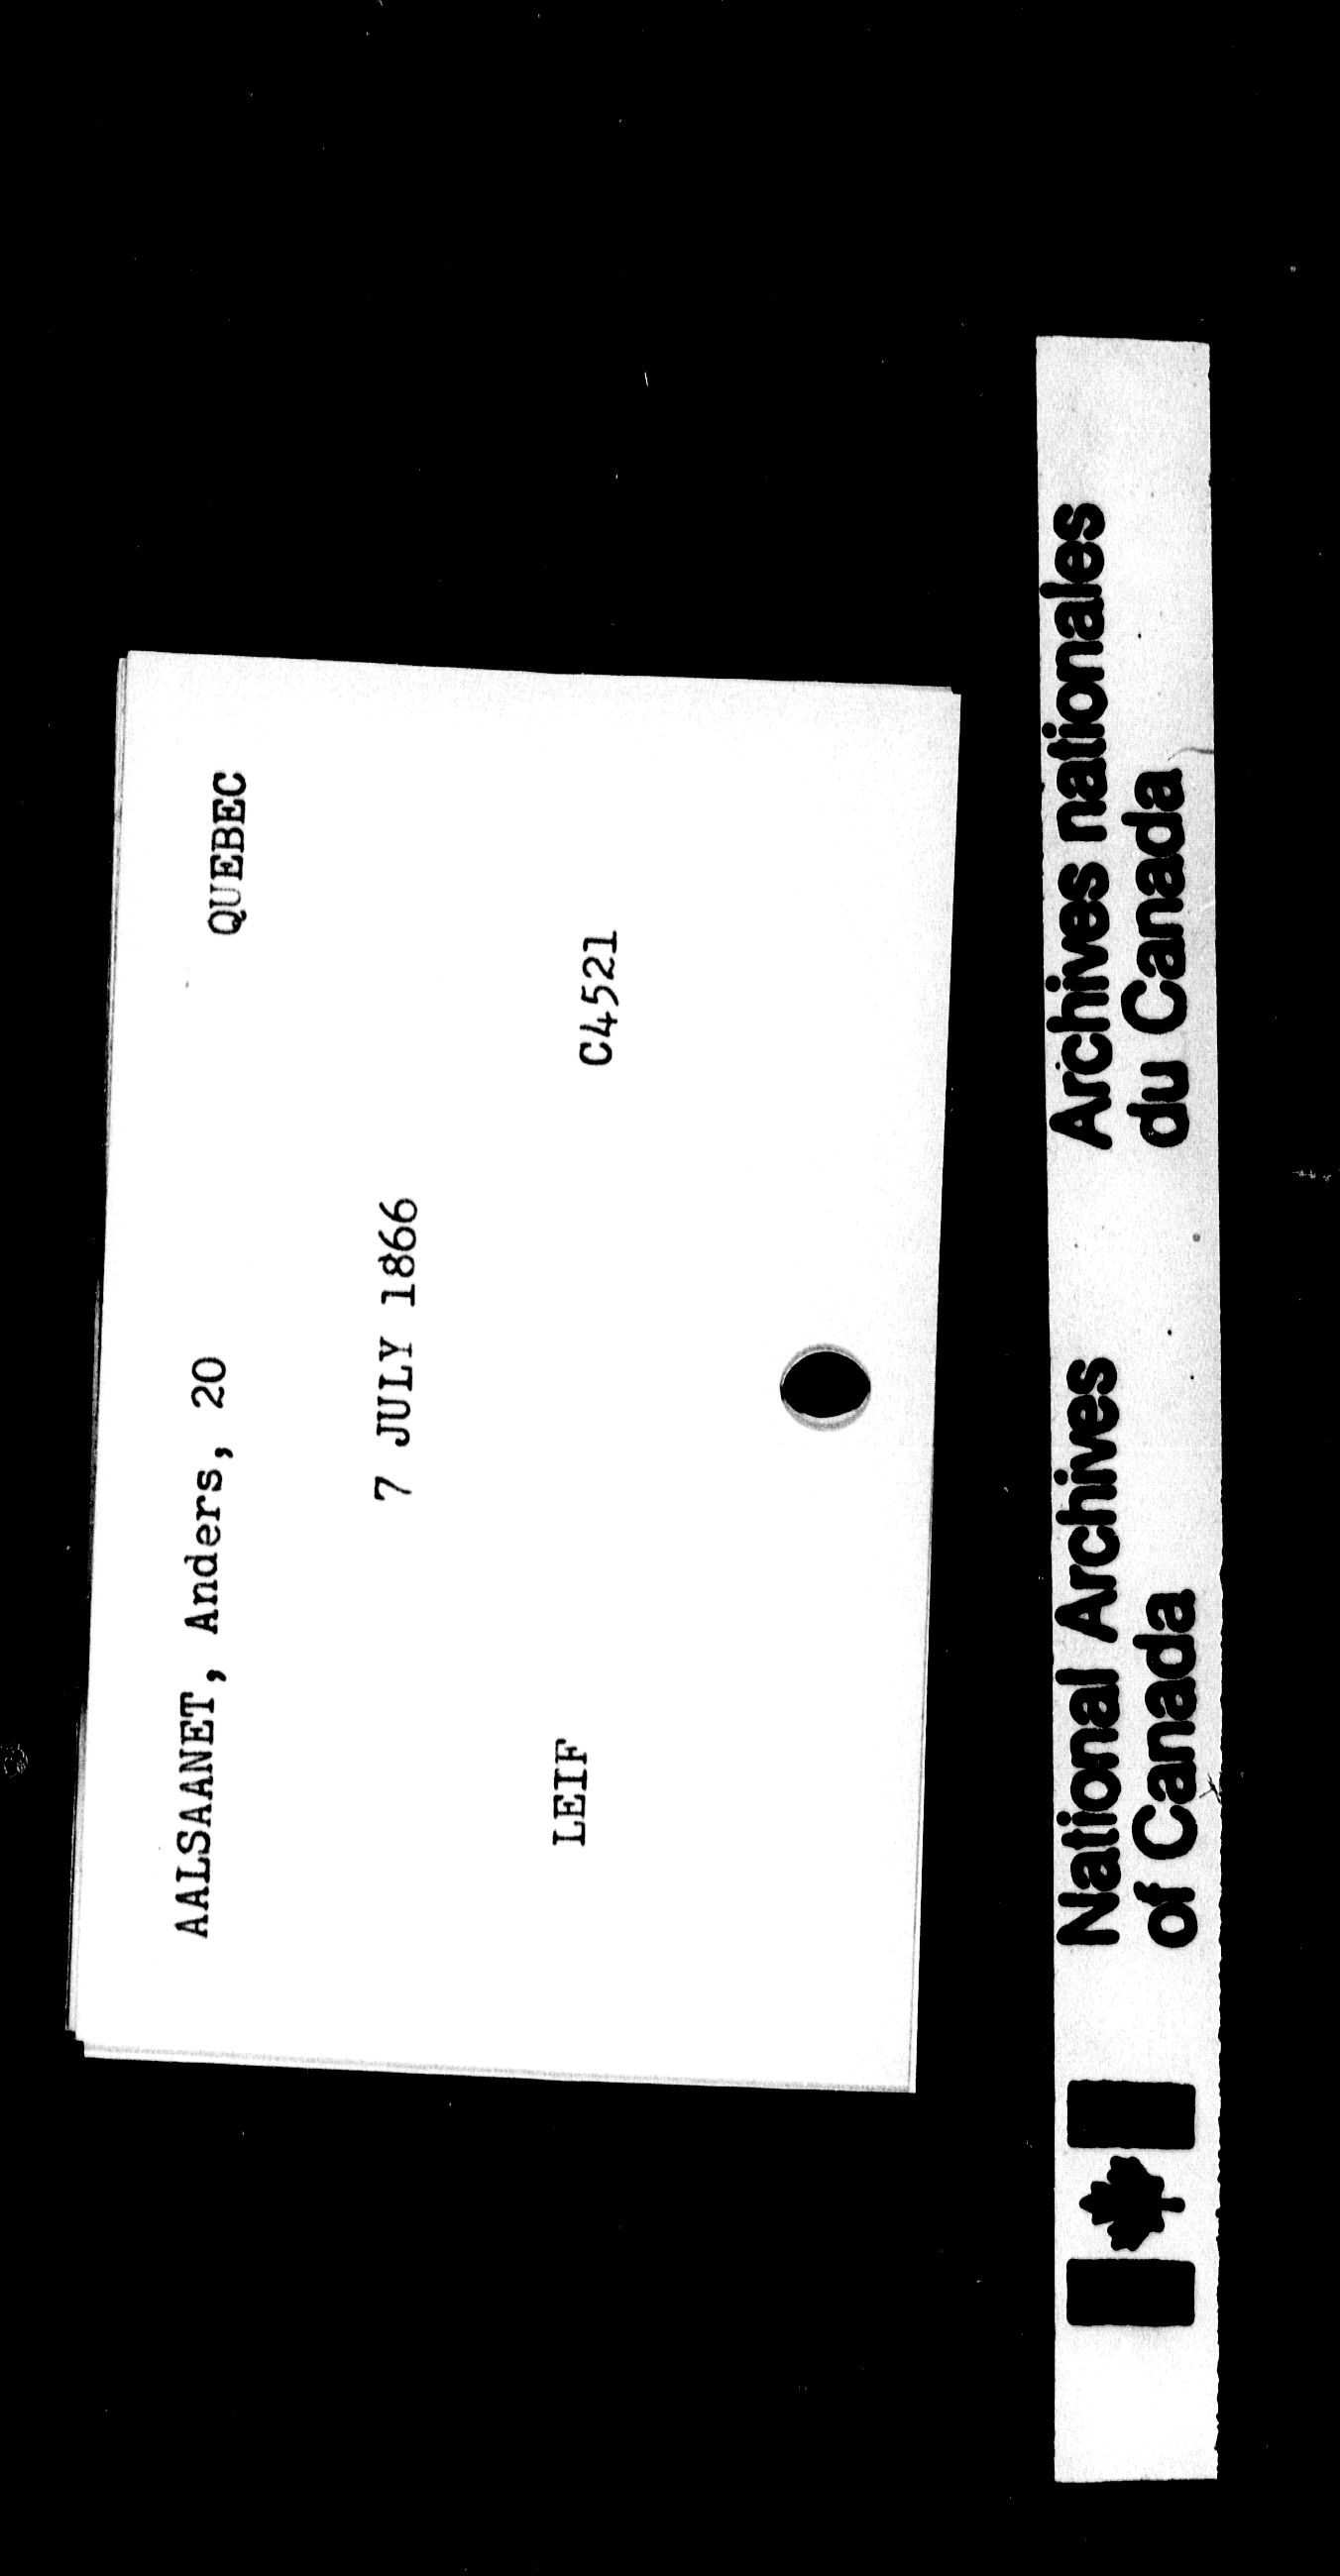 AALSAANET, Anders, 20 QUEBEC
7 JULY 1866
LEIF C4521
National Archives Archives nationales
of Canada du Canada